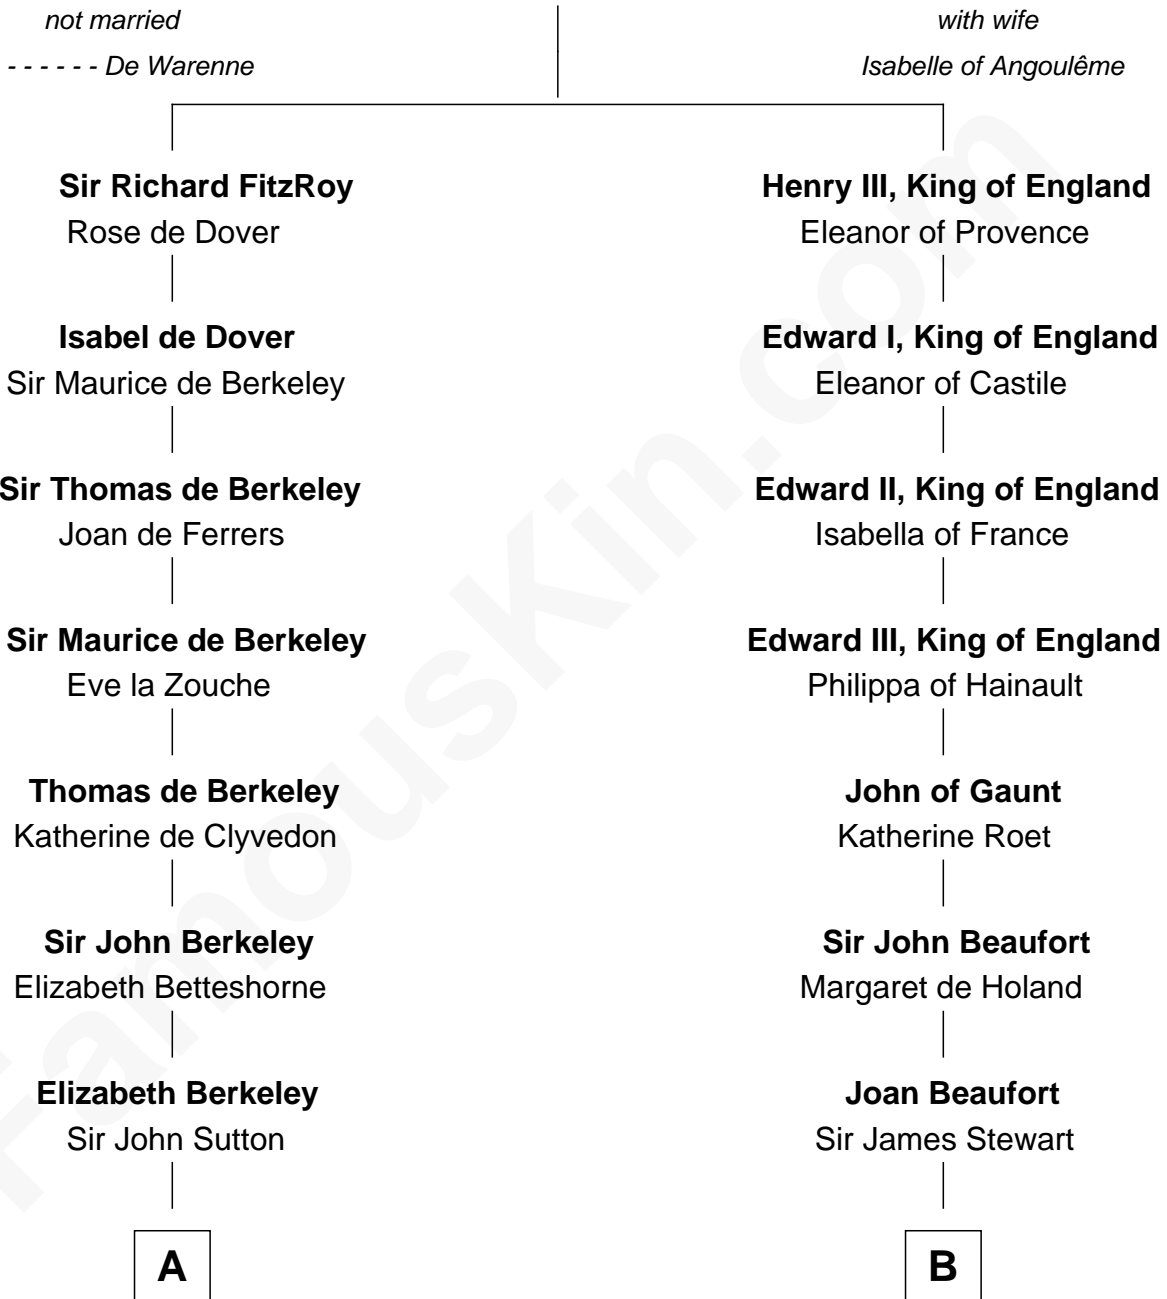 not married
with wife
- - - - - - De Warenne
Isabelle of Angoulême
Sir Richard FitzRoy
Henry III, King of England
Rose de Dover
Eleanor of Provence
Isabel de Dover
Edward I, King of England
Sir Maurice de Berkeley
Eleanor of Castile
Sir Thomas de Berkeley
Edward II, King of England
Joan de Ferrers
Isabella of France
Sir Maurice de Berkeley
Edward III, King of England
Eve la Zouche
Philippa of Hainault
Thomas de Berkeley
John of Gaunt
Katherine de Clyvedon
Katherine Roet
Sir John Berkeley
Sir John Beaufort
Elizabeth Betteshorne
Margaret de Holand
Elizabeth Berkeley
Joan Beaufort
Sir John Sutton
Sir James Stewart
A
B
FamousKin.com